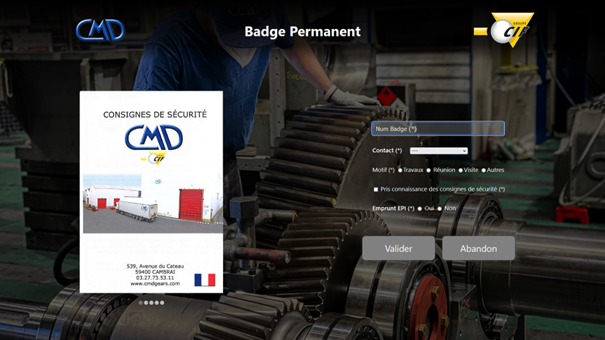 CMD
Badge Permanent
GROUPE
CIF
CONSIGNES DE SÉCURITÉ
CMD
539, Avenue du Cateau
59400 CAMBRAI
03.27.73.53.11
www.cmdgears.com
Num Badge (*)
Contact (*) ---
Motif (*) Travaux Réunion Visite Autres
Pris connaissance des consignes de sécurité (*)
Emprunt EPI (*) Oui Non
Valider Abandon